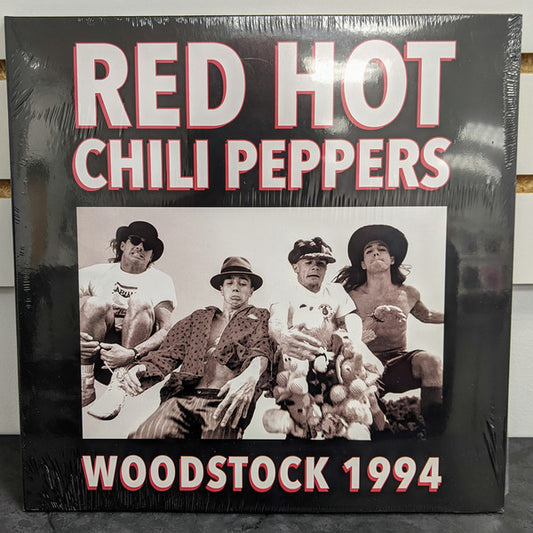 RED HOT
CHILI PEPPERS
WOODSTOCK 1994